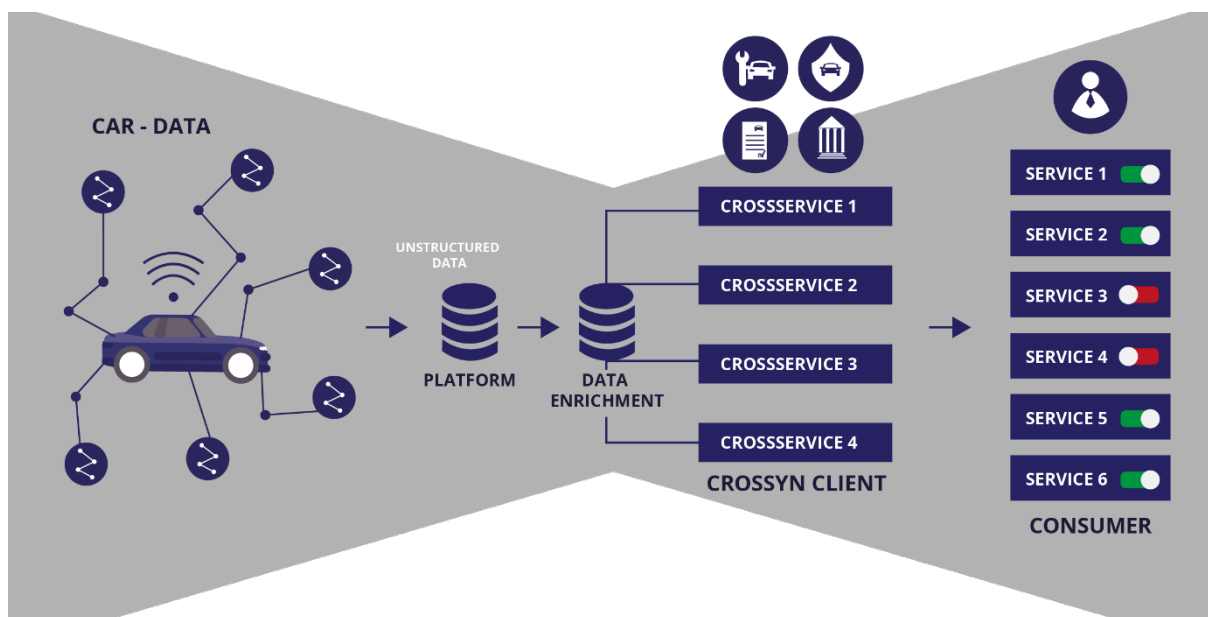 CAR - DATA
UNSTRUCTURED
DATA
PLATFORM
DATA
ENRICHMENT
CROSSSERVICE 1
CROSSSERVICE 2
CROSSSERVICE 3
CROSSSERVICE 4
CROSSYN CLIENT
SERVICE 1
SERVICE 2
SERVICE 3
SERVICE 4
SERVICE 5
SERVICE 6
CONSUMER